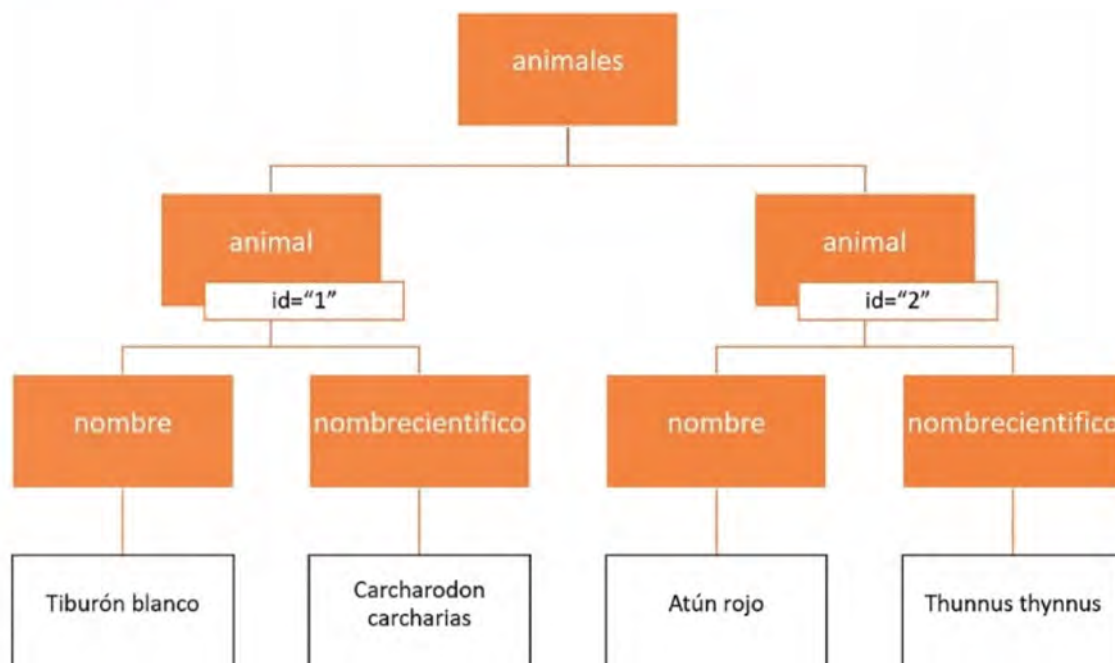 animales
animal
animal
id="1"
id="2"
nombre
nombrecientifico
nombre
nombrecientifico
Tiburón blanco
Carcharodon
carcharias
Atún rojo
Thunnus thynnus